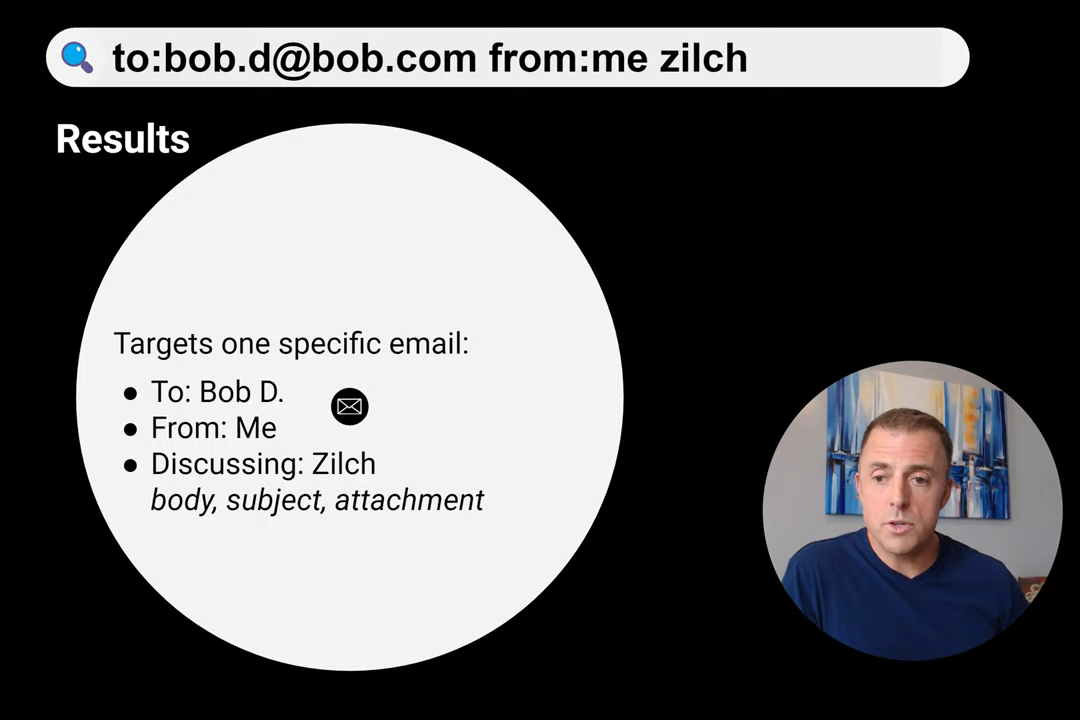 to:bob.d@bob.com from:me zilch
Results
Targets one specific email:
● To: Bob D.
● From: Me
● Discussing: Zilch
body, subject, attachment